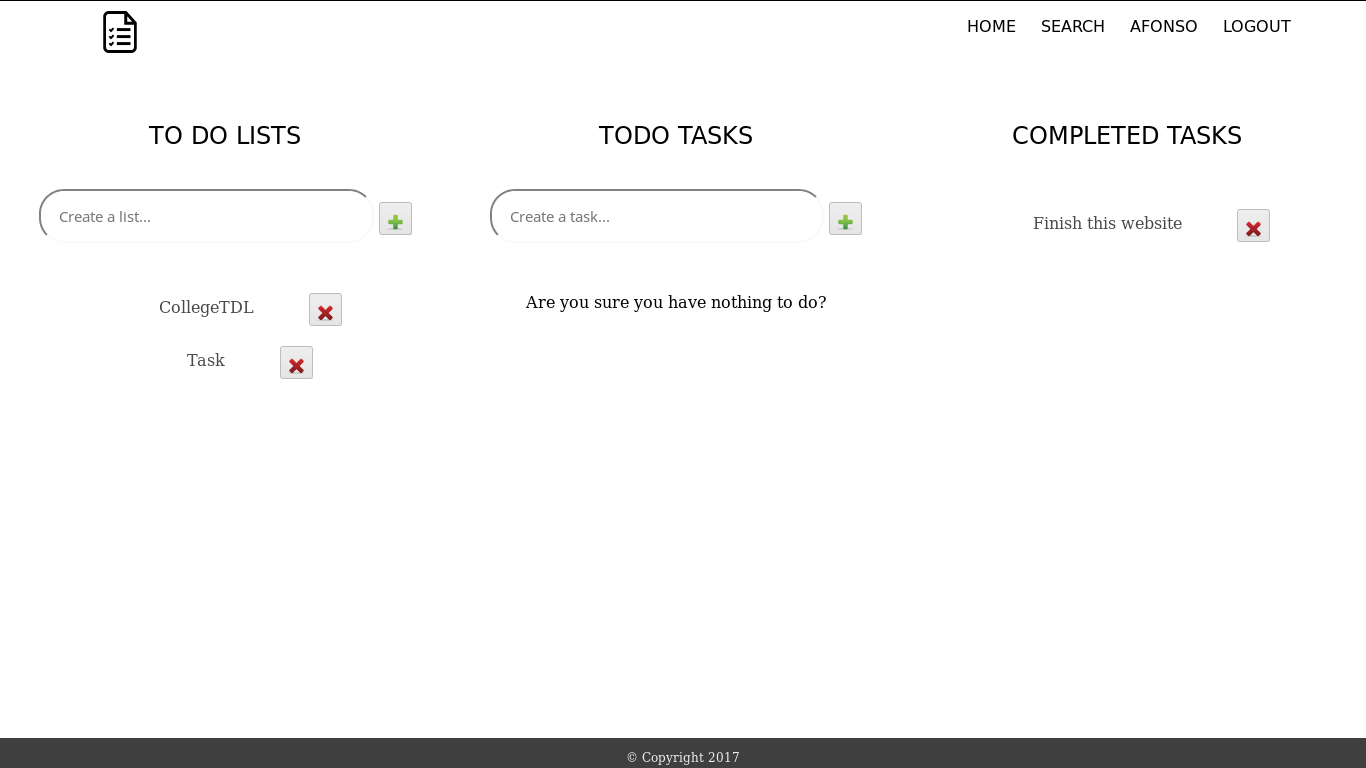 HOME SEARCH AFONSO LOGOUT
TO DO LISTS
Create a list...
CollegeTDL
Task
TODO TASKS
Create a task...
Are you sure you have nothing to do?
COMPLETED TASKS
Finish this website
© Copyright 2017